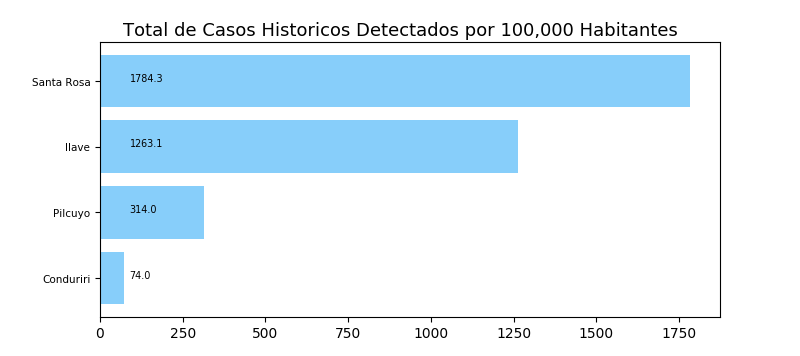 Total de Casos Historicos Detectados por 100,000 Habitantes
Santa Rosa 1784.3
Ilave 1263.1
Pilcuyo 314.0
Conduriri 74.0
0 250 500 750 1000 1250 1500 1750